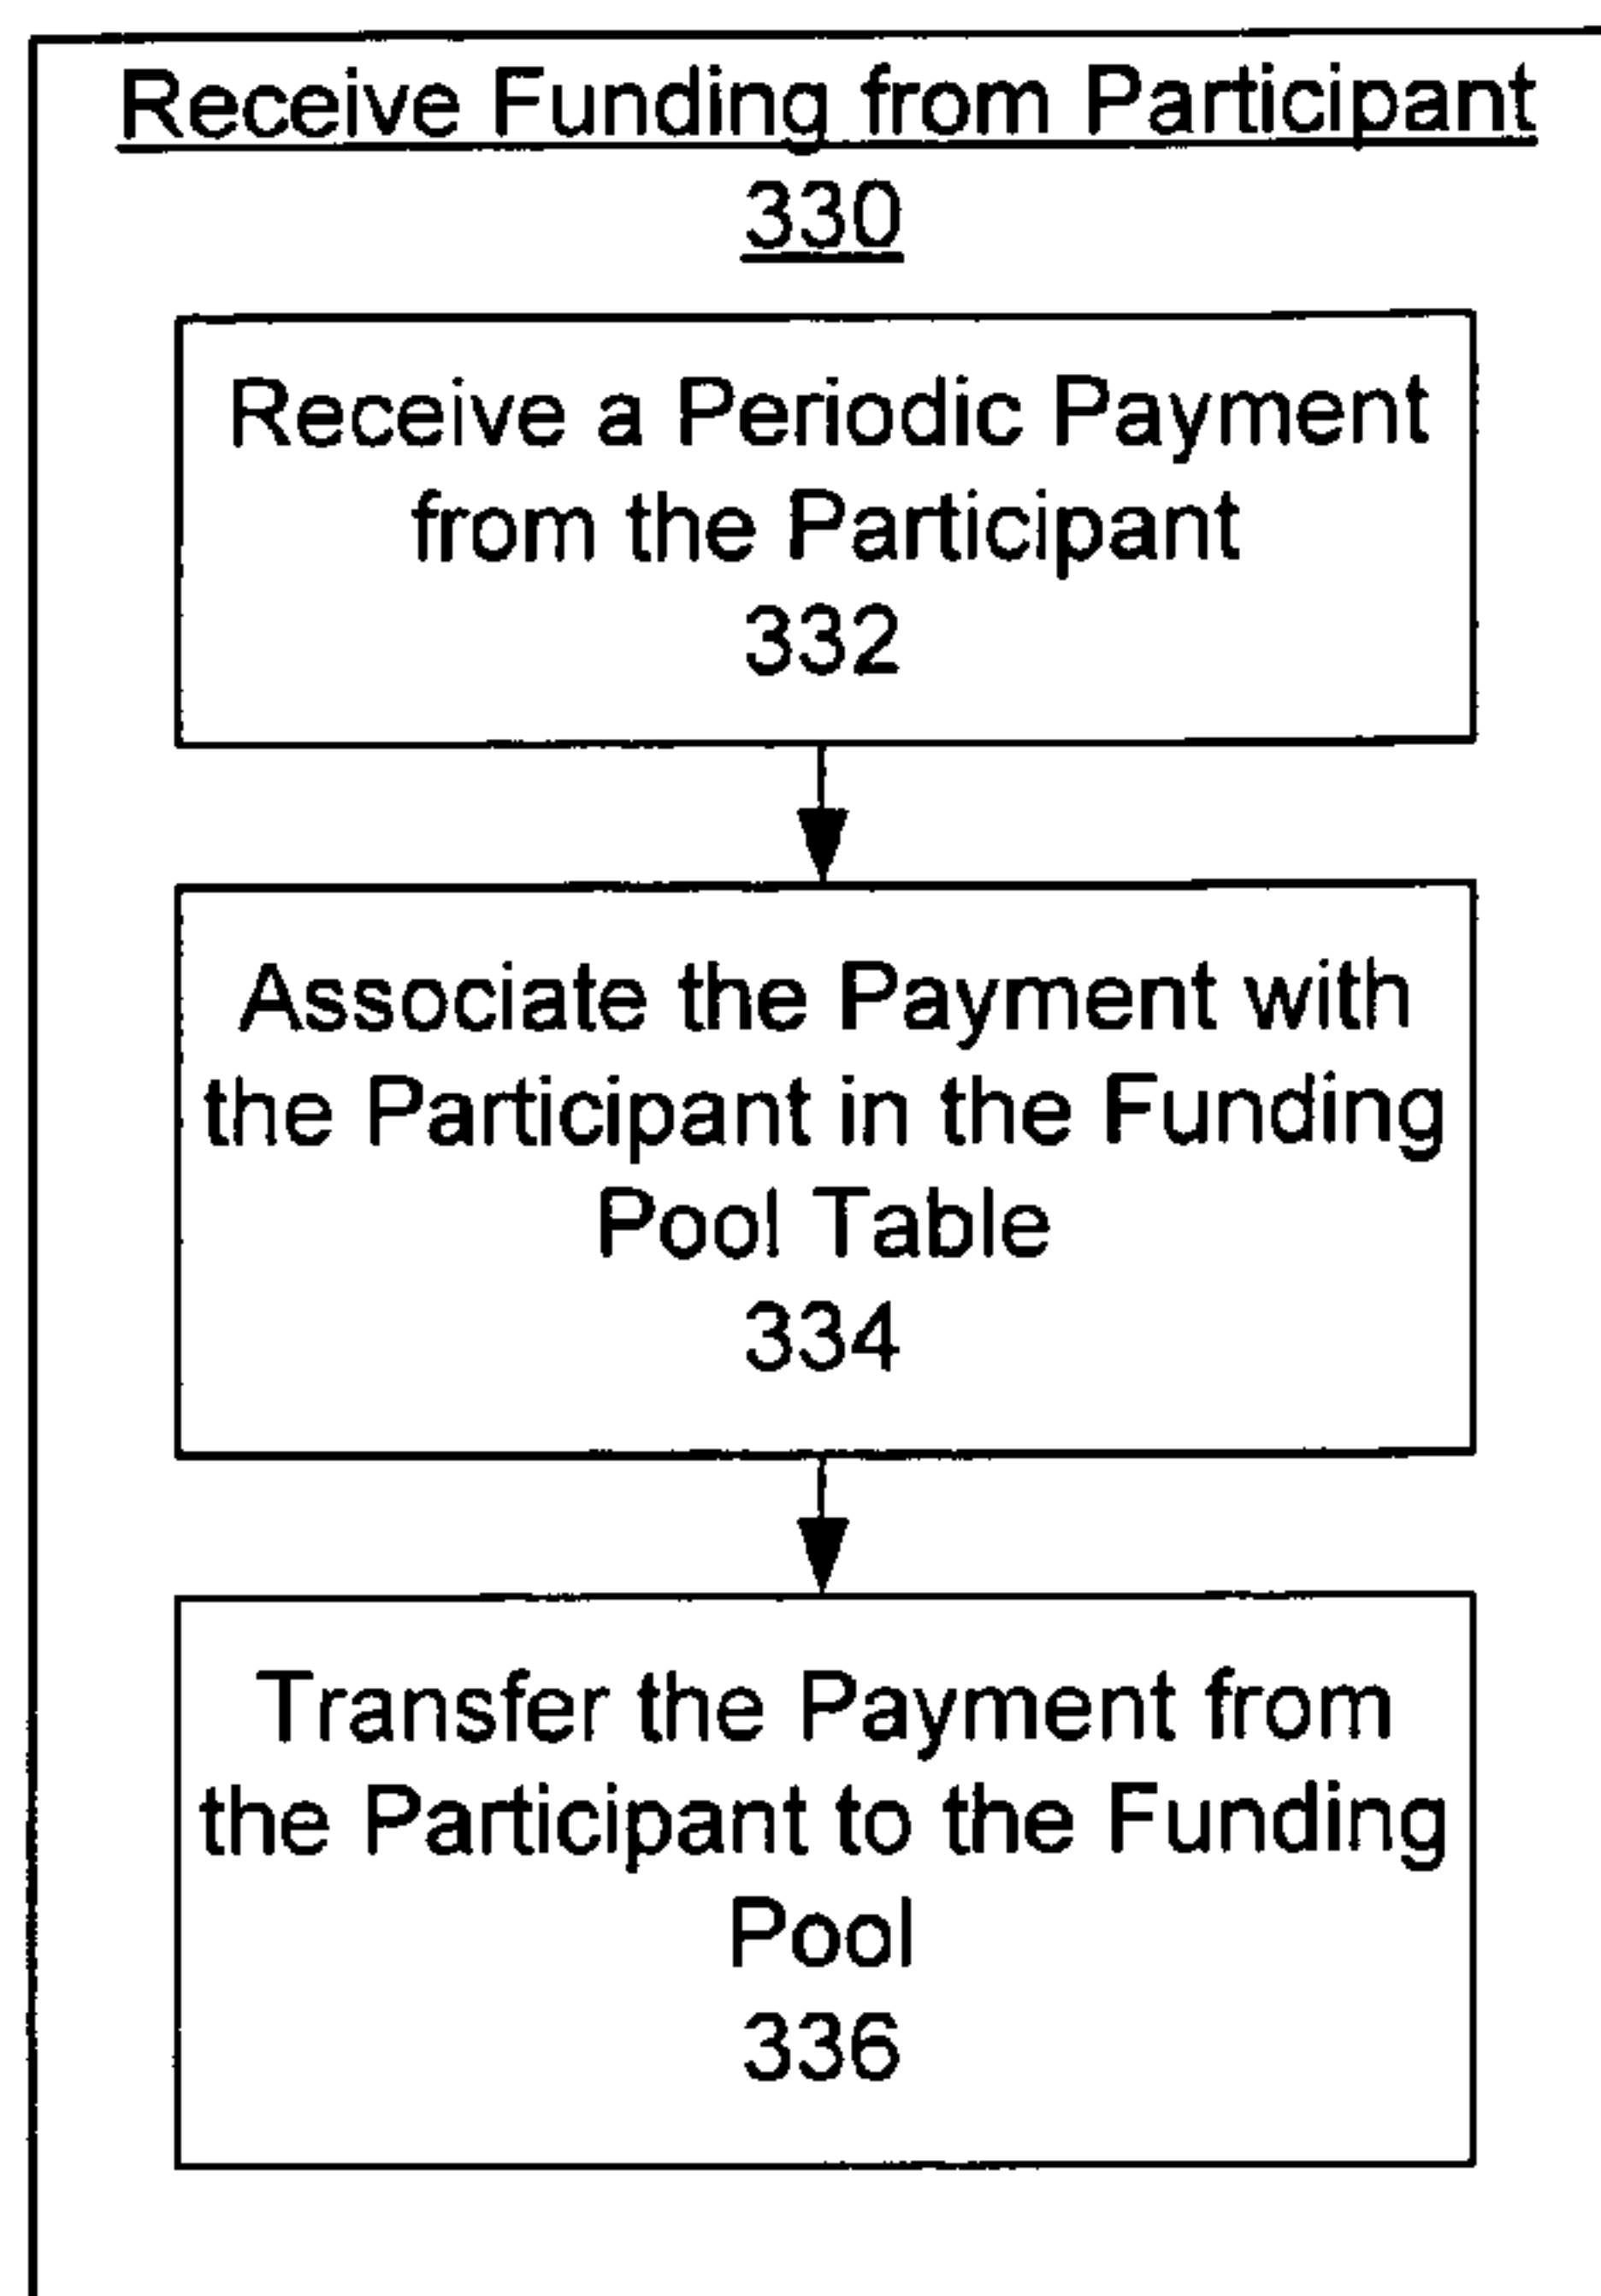 Receive Funding from Participant
330
Receive a Periodic Payment
from the Participant
332
Associate the Payment with
the Participant in the Funding
Pool Table
334
Transfer the Payment from
the Participant to the Funding
Pool
336